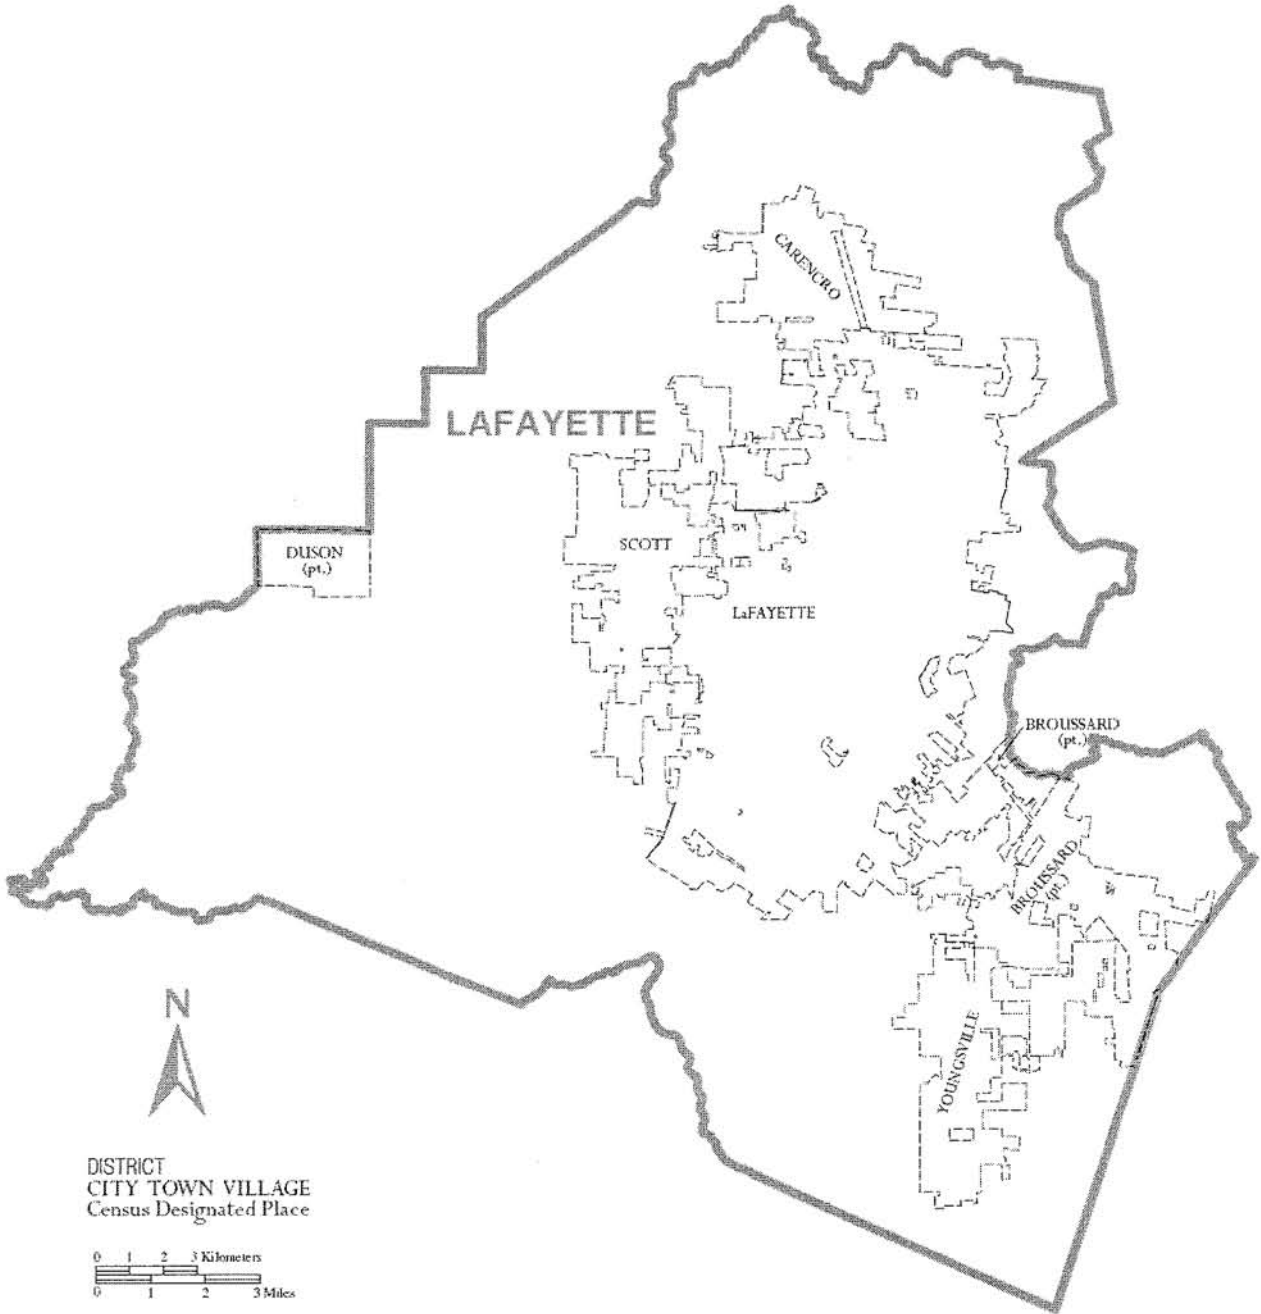 CARENCRO
LAFAYETTE
DUSON
(pt.)
SCOTT
LaFAYETTE
BROUSSARD
(pt.)
BROUSSARD
(pt.)
YOUNGSVILLE
N
DISTRICT
CITY TOWN VILLAGE
Census Designated Place
0 1 2 3 Kilometers
0 1 2 3 Miles